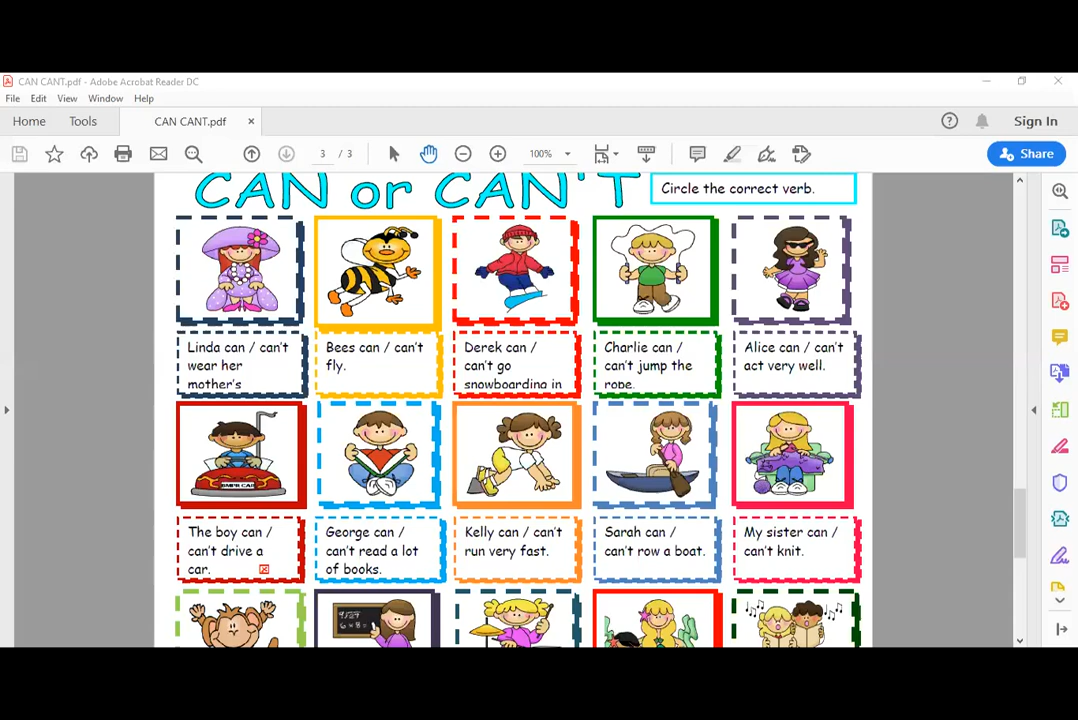 CAN CANT.pdf - Adobe Acrobat Reader DC
File Edit View Window Help
Home Tools CAN CANT.pdf Sign In
3 / 3 100% Share
CAN or CAN'T
Circle the correct verb.
Linda can / can't
wear her
mother's
Bees can / can't
fly.
Derek can /
can't go
snowboarding in
Charlie can /
can't jump the
rope.
Alice can / can't
act very well.
BMPR CAR
The boy can /
can't drive a
car.
George can /
can't read a lot
of books.
Kelly can / can't
run very fast.
Sarah can /
can't row a boat.
My sister can /
can't knit.
6 x 8 =